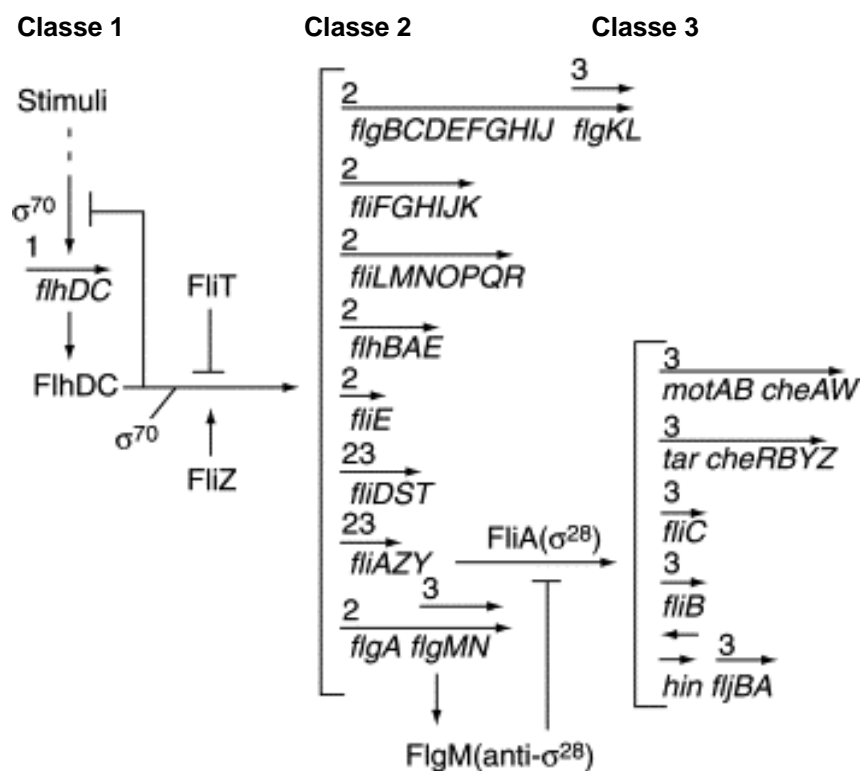 Classe 1
Classe 2
Classe 3
Stimuli
σ70
1
flhDC
FlhDC
σ70
FliT
FliZ
2
3
flgBCDEFGHIJ flgKL
2
fliFGHIJK
2
fliLMNOPQR
2
flhBAE
2
fliE
23
fliDST
23
fliAZY
3
2
flgA flgMN
FliA(σ28)
FlgM(anti-σ28)
3
motAB cheAW
3
tar cheRBYZ
3
fliC
3
fliB
3
hin fljBA